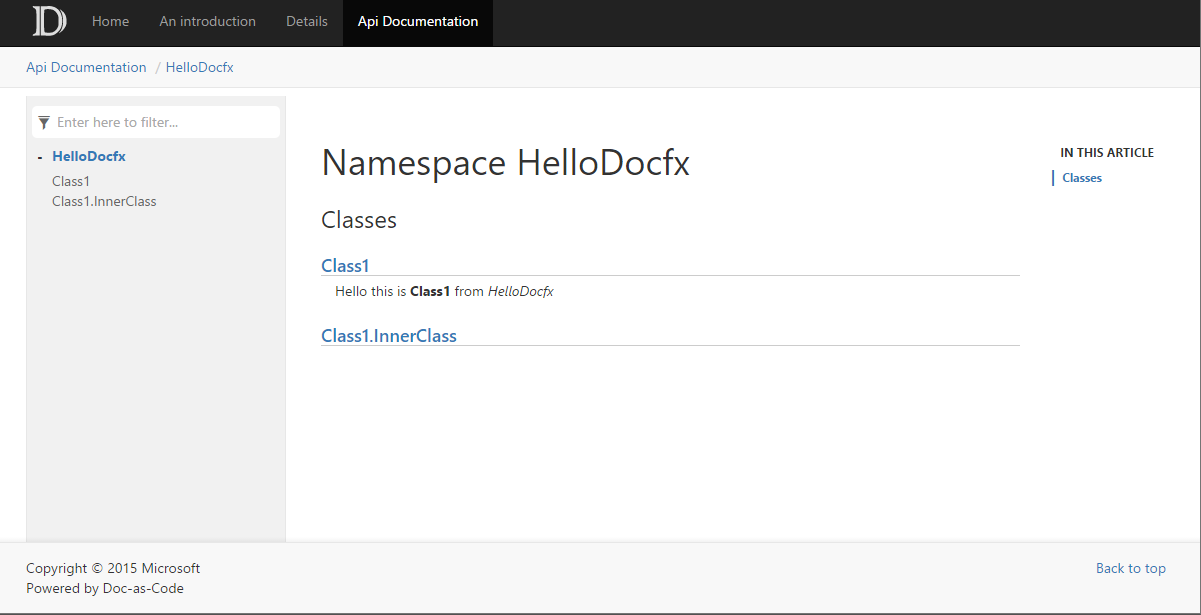 D Home An introduction Details Api Documentation
Api Documentation / HelloDocfx
Enter here to filter...
- HelloDocfx
Class1
Class1.InnerClass
Namespace HelloDocfx
Classes
Class1
Hello this is Class1 from HelloDocfx
Class1.InnerClass
IN THIS ARTICLE
Classes
Copyright © 2015 Microsoft
Powered by Doc-as-Code
Back to top